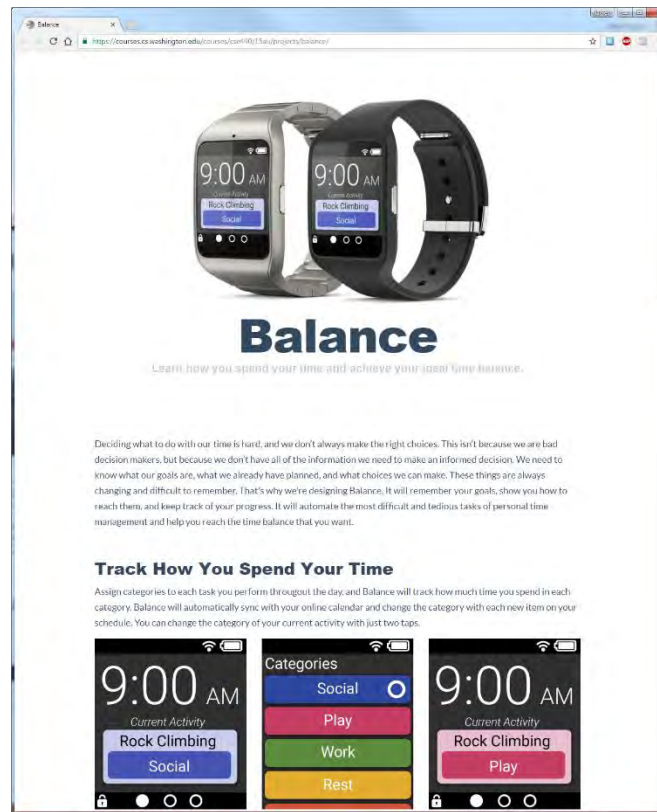 Balance
https://courses.cs.washington.edu/courses/cse440/15au/projects/balance/
9:00 AM
Current Activity
Rock Climbing
Social
9:00 AM
Current Activity
Rock Climbing
Social
Balance
Learn how you spend your time and achieve your ideal time balance.
Deciding what to do with our time is hard, and we don't always make the right choices. This isn't because we are bad
decision makers, but because we don't have all of the information we need to make an informed decision. We need to
know what our goals are, what we already have planned, and what choices we can make. These things are always
changing and difficult to remember. That's why we're designing Balance. It will remember your goals, show you how to
reach them, and keep track of your progress. It will automate the most difficult and tedious tasks of personal time
management and help you reach the time balance that you want.
Track How You Spend Your Time
Assign categories to each task you perform througout the day, and Balance will track how much time you spend in each
category. Balance will automatically sync with your online calendar and change the category with each new item on your
schedule. You can change the category of your current activity with just two taps.
9:00 AM
Current Activity
Rock Climbing
Social
Categories
Social
Play
Work
Rest
9:00 AM
Current Activity
Rock Climbing
Play